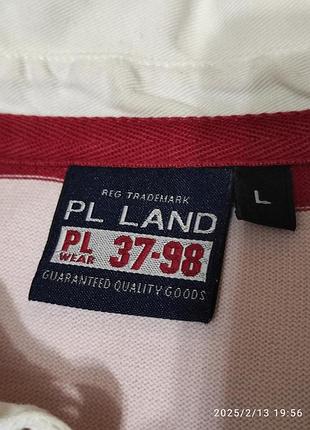 REG TRADEMARK
PL LAND
L
PL
WEAR
37-98
GUARANTEED QUALITY GOODS
2025/2/13 19:56